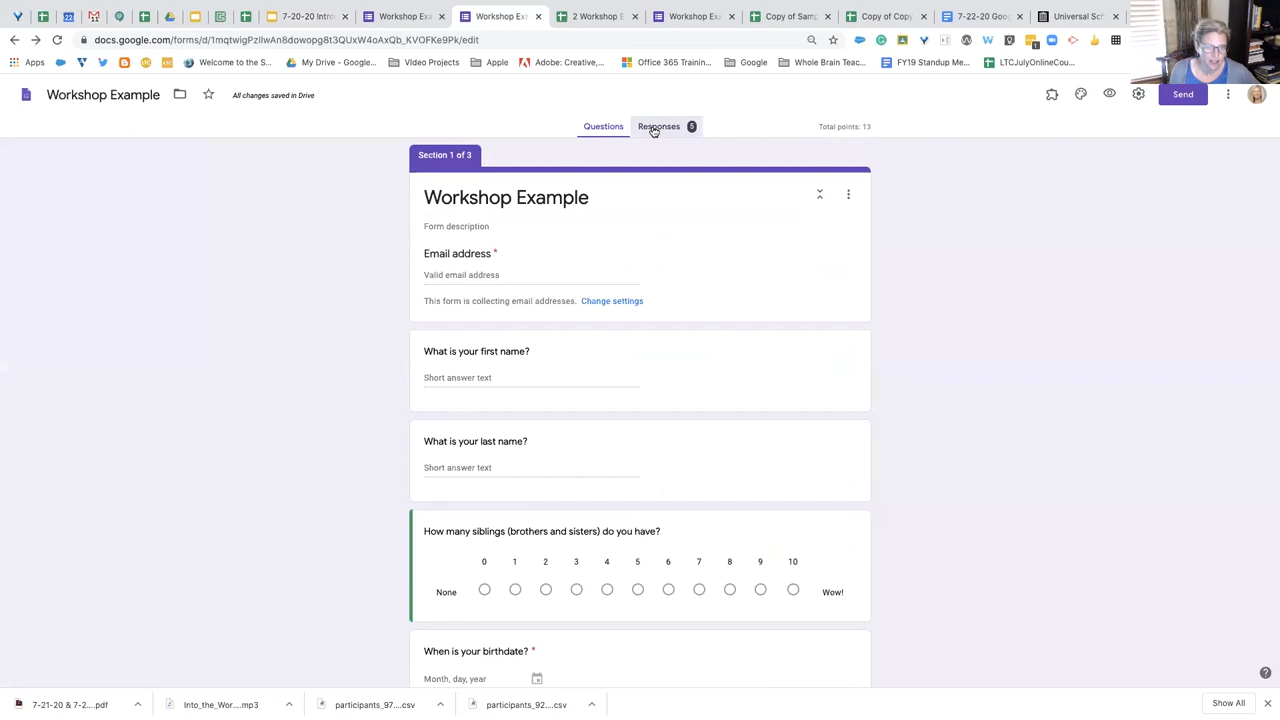 7-20-20 Intro
Workshop Exa
Workshop Exa
2 Workshop E
Workshop Exa
Copy of Samp
Copy of Copy
7-22-20 Goog
Universal Sch
docs.google.com/forms/d/
/edit
Apps
Welcome to the S...
My Drive - Google...
Video Projects
Apple
Adobe: Creative,...
Office 365 Trainin...
Google
Whole Brain Teac...
FY19 Standup Me...
LTCJulyOnlineCou...
Workshop Example
All changes saved in Drive
Send
Questions
Responses
5
Total points: 13
Section 1 of 3
Workshop Example
Form description
Email address *
Valid email address
This form is collecting email addresses. Change settings
What is your first name?
Short answer text
What is your last name?
Short answer text
How many siblings (brothers and sisters) do you have?
0 1 2 3 4 5 6 7 8 9 10
None
Wow!
When is your birthdate? *
Month, day, year
7-21-20 & 7-2....pdf
Into_the_Wor....mp3
participants_97....csv
participants_92....csv
Show All